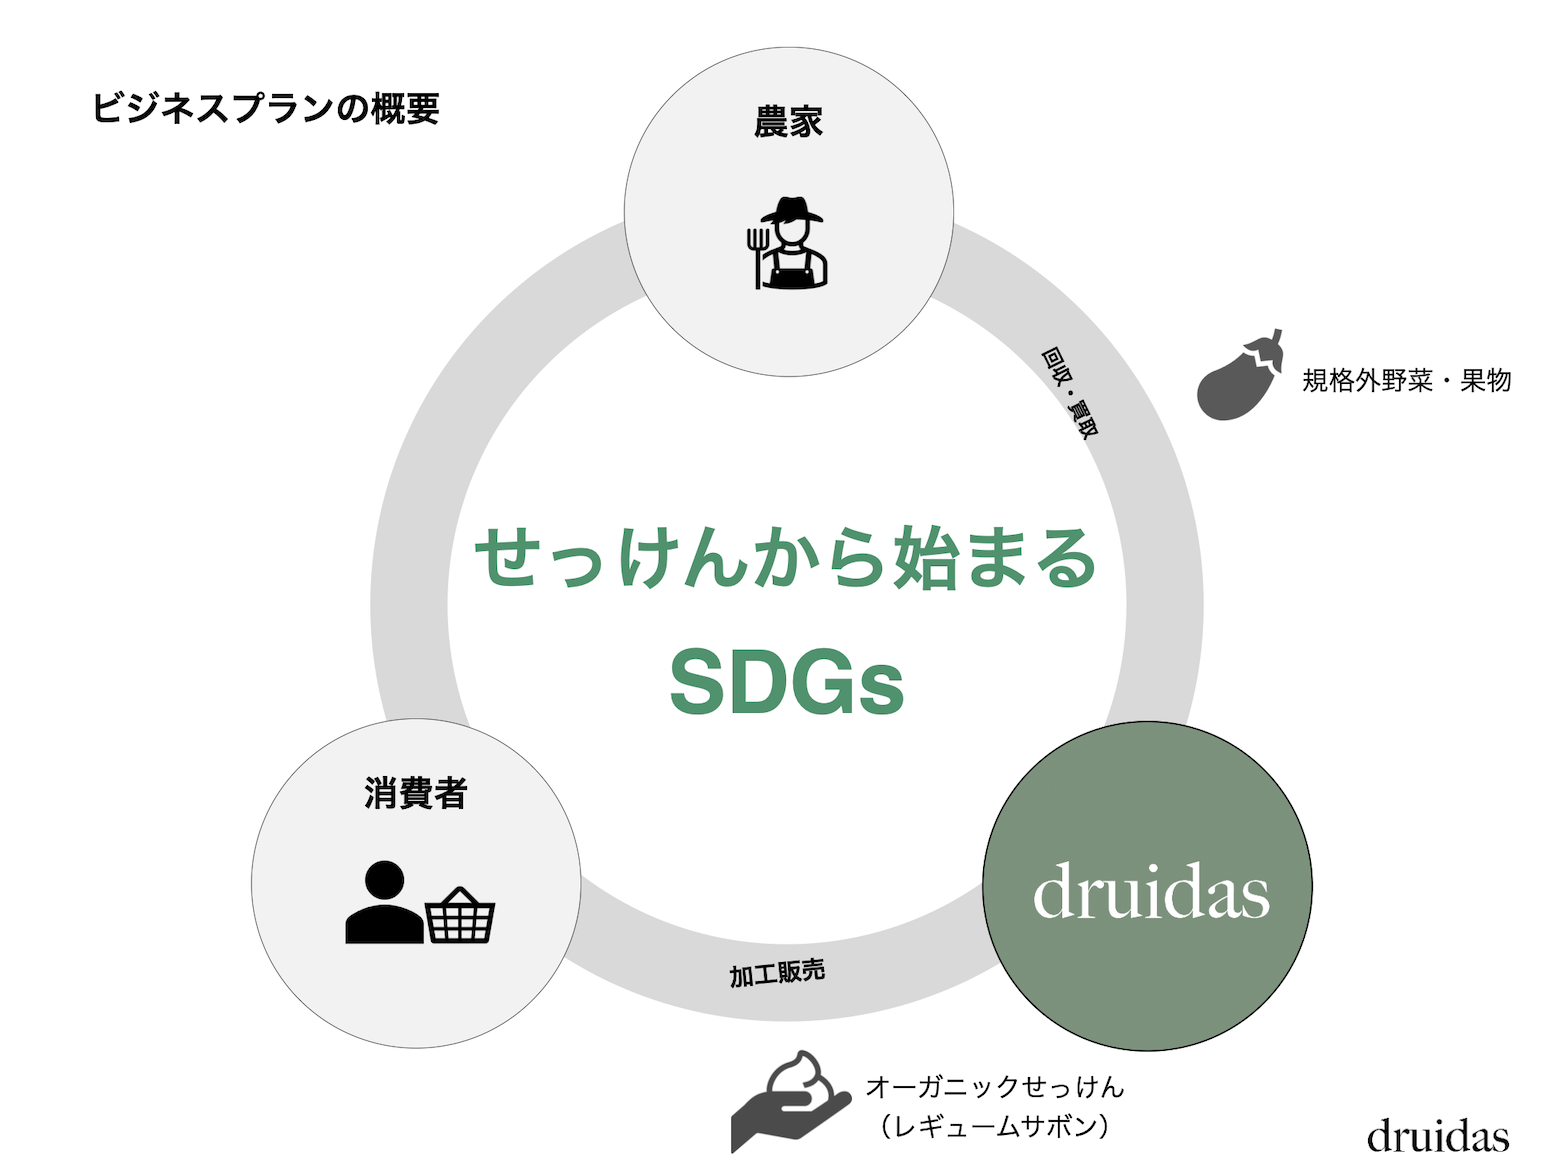 ビジネスプランの概要
農家
回収・買取
規格外野菜・果物
せっけんから始まる
SDGs
消費者
druidas
加工販売
オーガニックせっけん
（レギュームサボン）
druidas